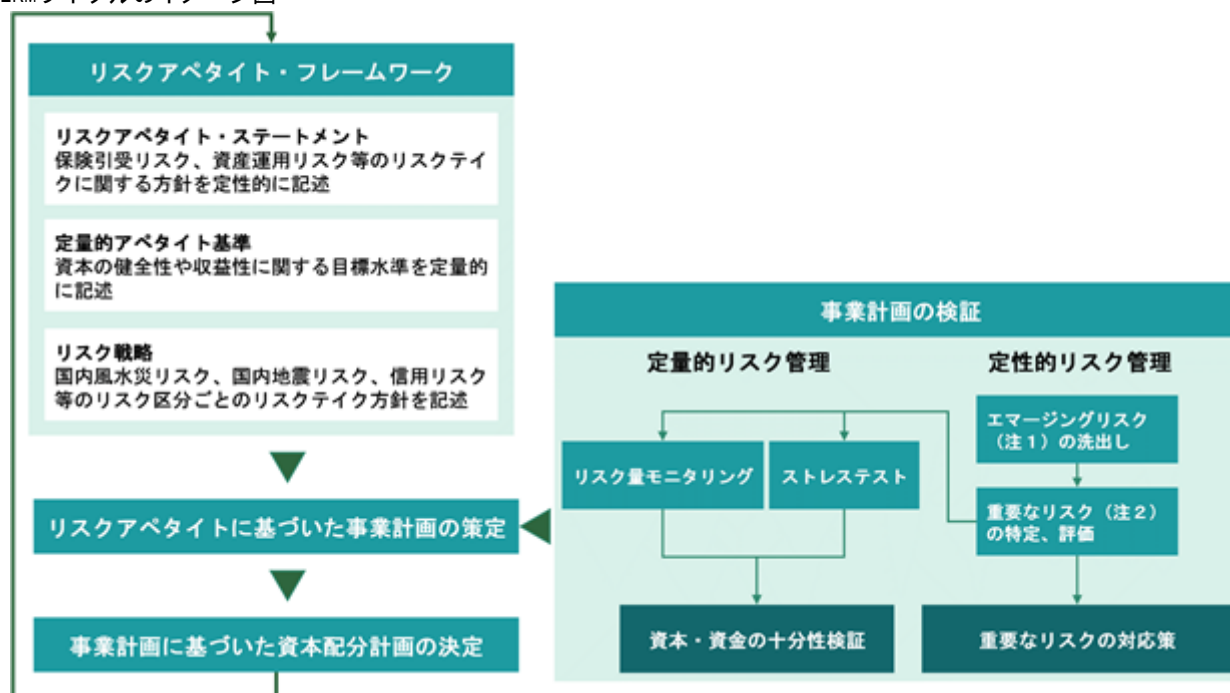 ERMサイクルのイメージ図
リスクアペタイト・フレームワーク
リスクアペタイト・ステートメント
保険引受リスク、資産運用リスク等のリスクテイ
クに関する方針を定性的に記述
定量的アペタイト基準
資本の健全性や収益性に関する目標水準を定量的
に記述
リスク戦略
国内風水災リスク、国内地震リスク、信用リスク
等のリスク区分ごとのリスクテイク方針を記述
リスクアペタイトに基づいた事業計画の策定
事業計画に基づいた資本配分計画の決定
事業計画の検証
定量的リスク管理
定性的リスク管理
エマージングリスク
（注１）の洗出し
リスク量モニタリング
ストレステスト
重要なリスク（注２）
の特定、評価
資本・資金の十分性検証
重要なリスクの対応策